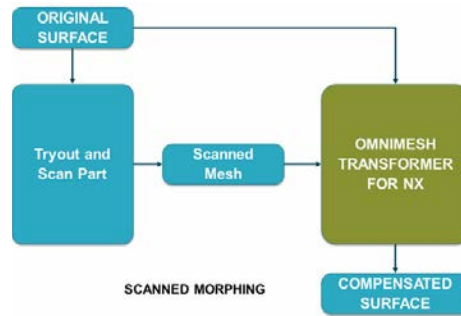 ORIGINAL
SURFACE
Tryout and
Scan Part
Scanned
Mesh
OMNIMESH
TRANSFORMER
FOR NX
SCANNED MORPHING
COMPENSATED
SURFACE